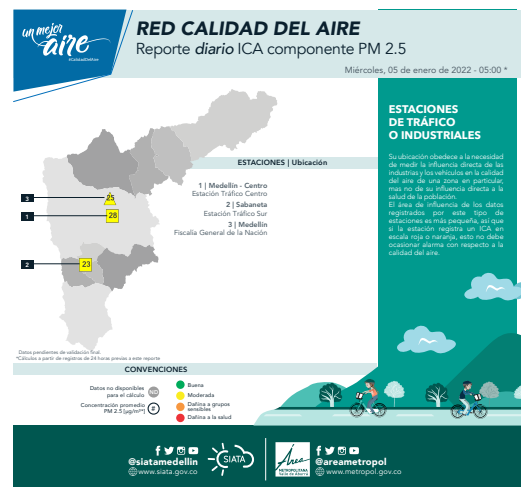 un mejor
aire
#CalidadDelAire
RED CALIDAD DEL AIRE
Reporte diario ICA componente PM 2.5
Miércoles, 05 de enero de 2022 - 05:00 *
ESTACIONES
DE TRÁFICO
O INDUSTRIALES
Su ubicación obedece a la necesidad
de medir la influencia directa de las
industrias y los vehículos en la calidad
del aire de una zona en particular,
mas no de su influencia directa a la
salud de la población.
El área de influencia de los datos
registrados por este tipo de
estaciones es más pequeña, así que
si la estación registra un ICA en
escala roja o naranja, esto no debe
ocasionar alarma con respecto a la
calidad del aire.
ESTACIONES | Ubicación
1 | Medellín - Centro
Estación Tráfico Centro
2 | Sabaneta
Estación Tráfico Sur
3 | Medellín
Fiscalía General de la Nación
3
25
1
28
2
23
Datos pendientes de validación final.
*Cálculos a partir de registros de 24 horas previas a este reporte
CONVENCIONES
Datos no disponibles
para el cálculo
Concentración promedio
PM 2.5 [µg/m³]
#
Buena
Moderada
Dañina a grupos
sensibles
Dañina a la salud
@siatamedellin
www.siata.gov.co
SIATA
Área
METROPOLITANA
Valle de Aburrá
@areametropol
www.metropol.gov.co